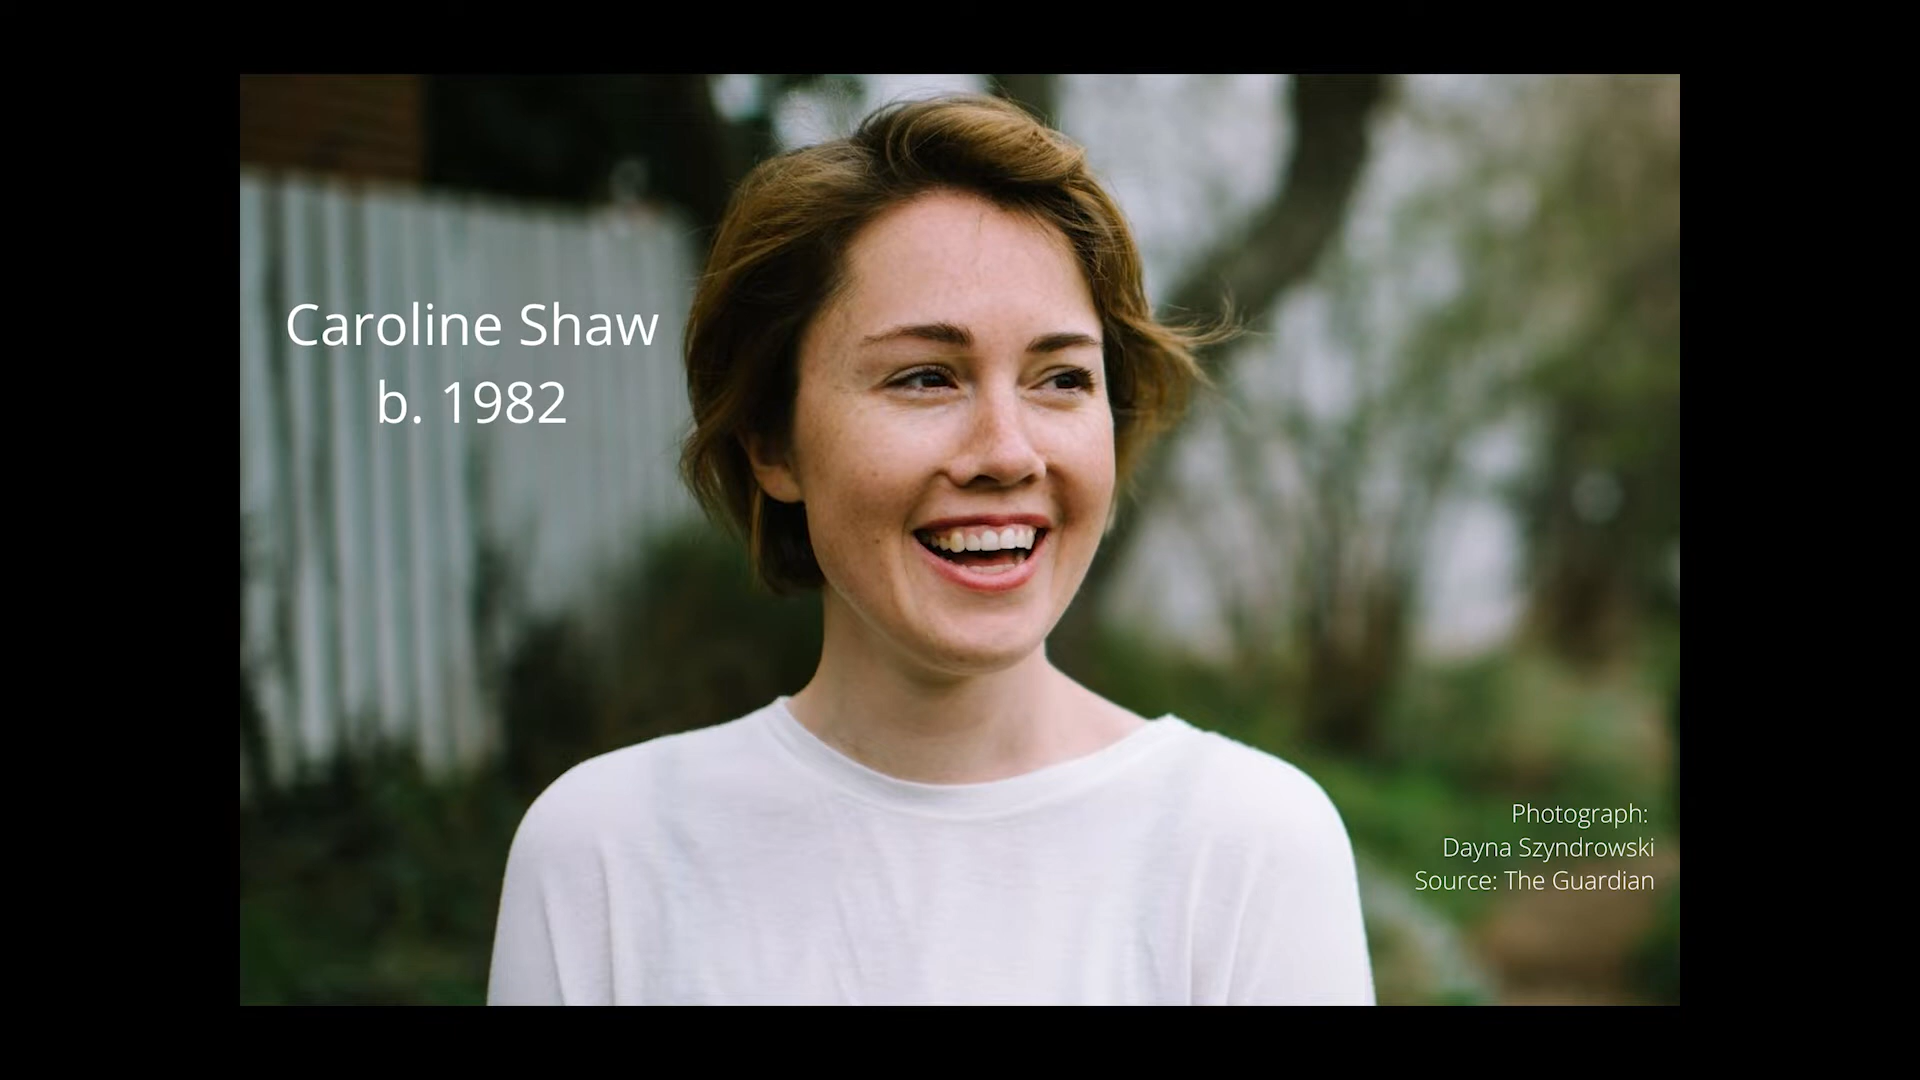 Caroline Shaw
b. 1982
Photograph:
Dayna Szyndrowski
Source: The Guardian